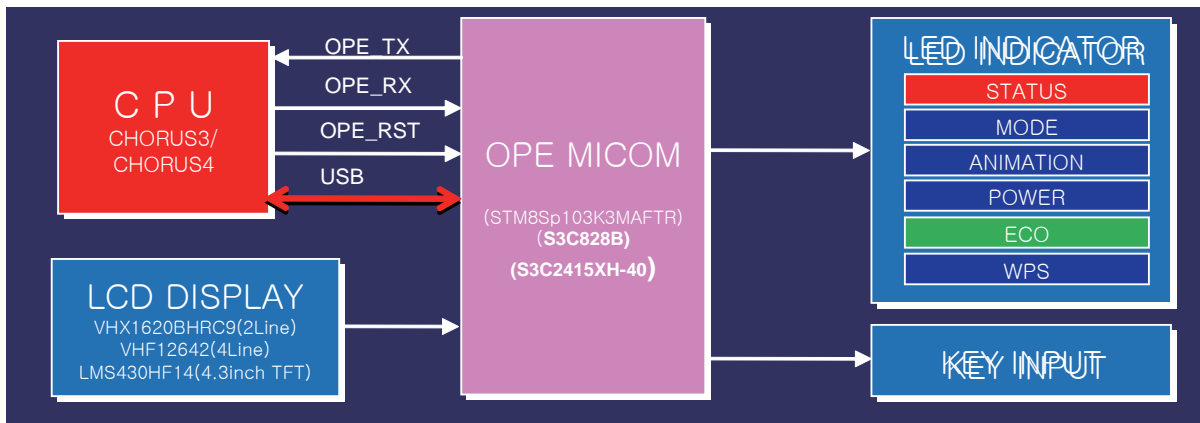 C P U
CHORUS3/
CHORUS4
OPE_TX
OPE_RX
OPE_RST
USB
LCD DISPLAY
VHX1620BHRC9(2Line)
VHF12642(4Line)
LMS430HF14(4.3inch TFT)
OPE MICOM
(STM8Sp103K3MAFTR)
(S3C828B)
(S3C2415XH-40)
LED INDICATOR
STATUS
MODE
ANIMATION
POWER
ECO
WPS
KEY INPUT